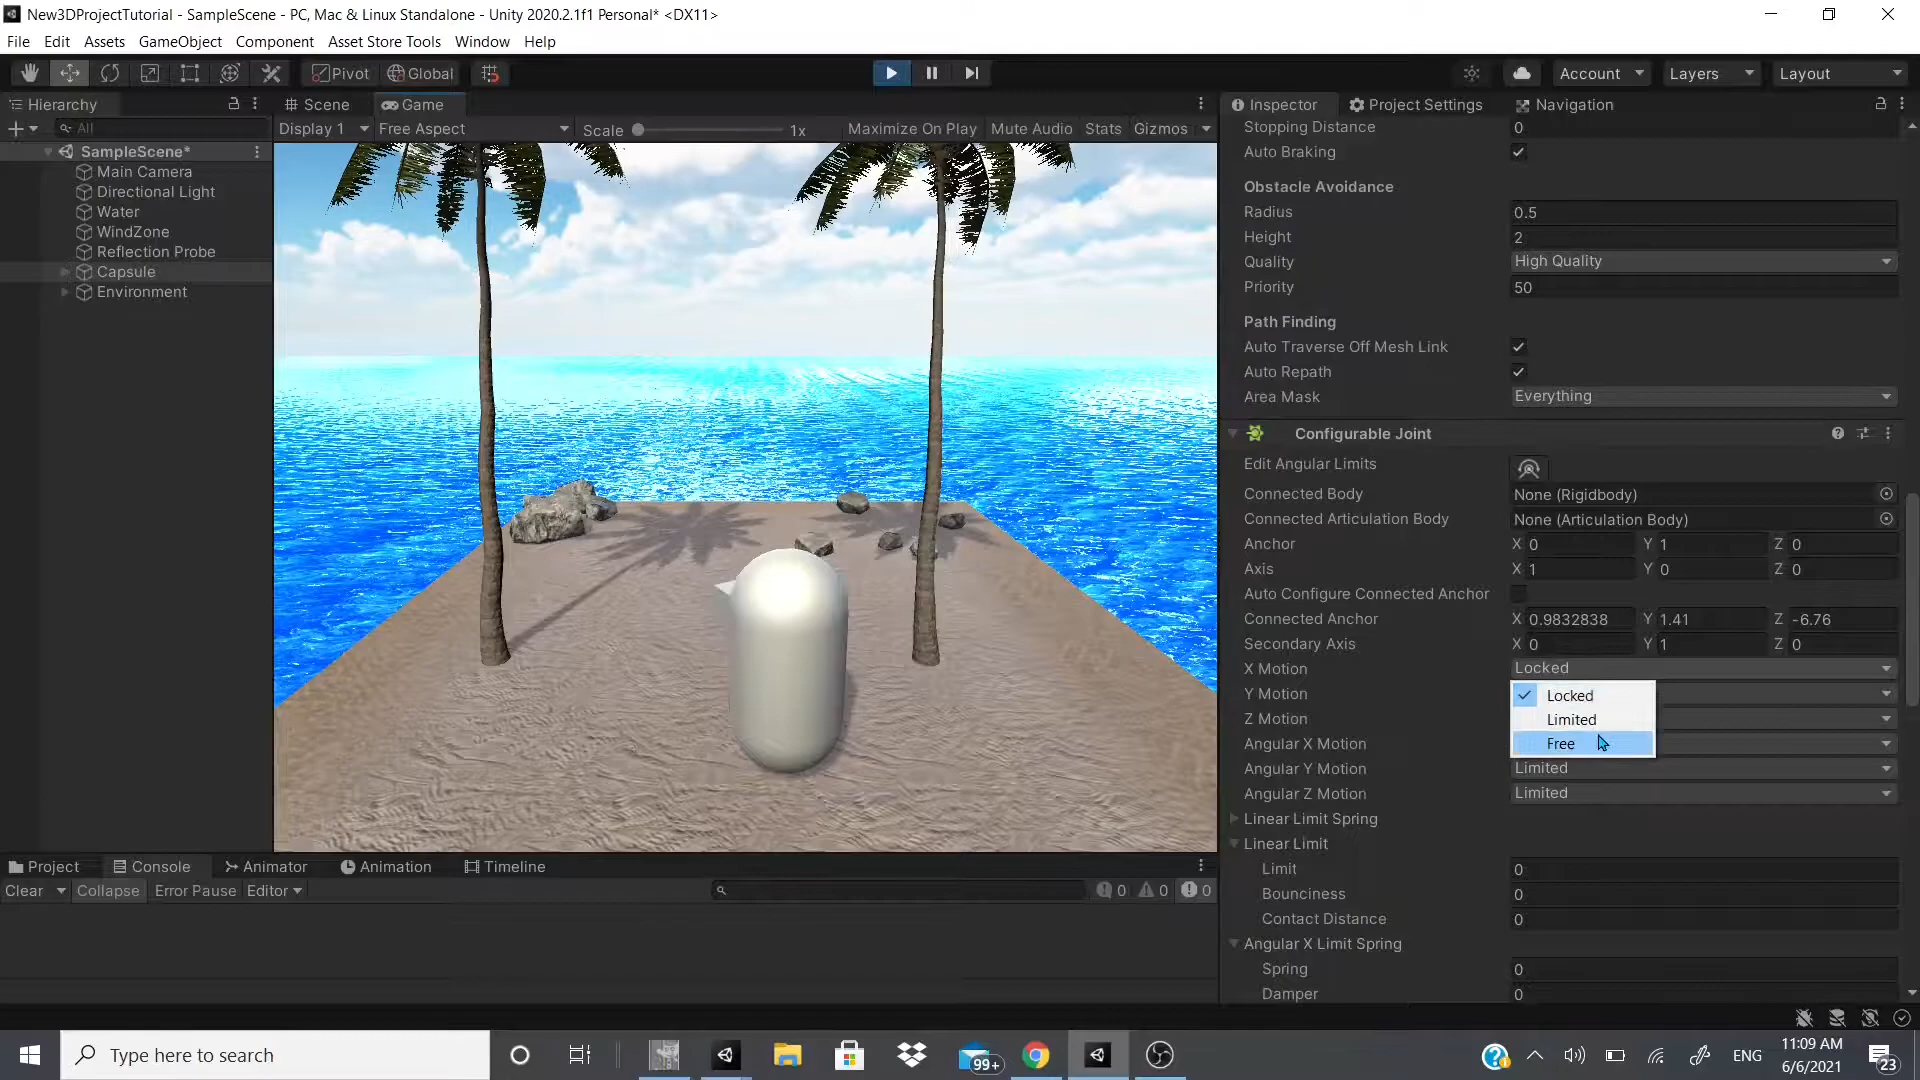 New3DProjectTutorial - SampleScene - PC, Mac & Linux Standalone - Unity 2020.2.1f1 Personal* <DX11>
File Edit Assets GameObject Component Asset Store Tools Window Help
Pivot Global Account Layers Layout
Hierarchy Scene Game Inspector Project Settings Navigation
All Display 1 Free Aspect Scale 1x Maximize On Play Mute Audio Stats Gizmos
SampleScene*
Main Camera
Directional Light
Water
WindZone
Reflection Probe
Capsule
Environment
Stopping Distance 0
Auto Braking
Obstacle Avoidance
Radius 0.5
Height 2
Quality High Quality
Priority 50
Path Finding
Auto Traverse Off Mesh Link
Auto Repath
Area Mask Everything
Configurable Joint
Edit Angular Limits
Connected Body None (Rigidbody)
Connected Articulation Body None (Articulation Body)
Anchor X 0 Y 1 Z 0
Axis X 1 Y 0 Z 0
Auto Configure Connected Anchor
Connected Anchor X 0.9832838 Y 1.41 Z -6.76
Secondary Axis X 0 Y 1 Z 0
X Motion Locked
Y Motion Locked
Z Motion Limited
Angular X Motion Free
Angular Y Motion Limited
Angular Z Motion Limited
Linear Limit Spring
Linear Limit
Limit 0
Bounciness 0
Contact Distance 0
Angular X Limit Spring
Spring 0
Damper 0
Project Console Animator Animation Timeline
Clear Collapse Error Pause Editor 0 0 0
Type here to search 99+ ENG 11:09 AM
6/6/2021 23